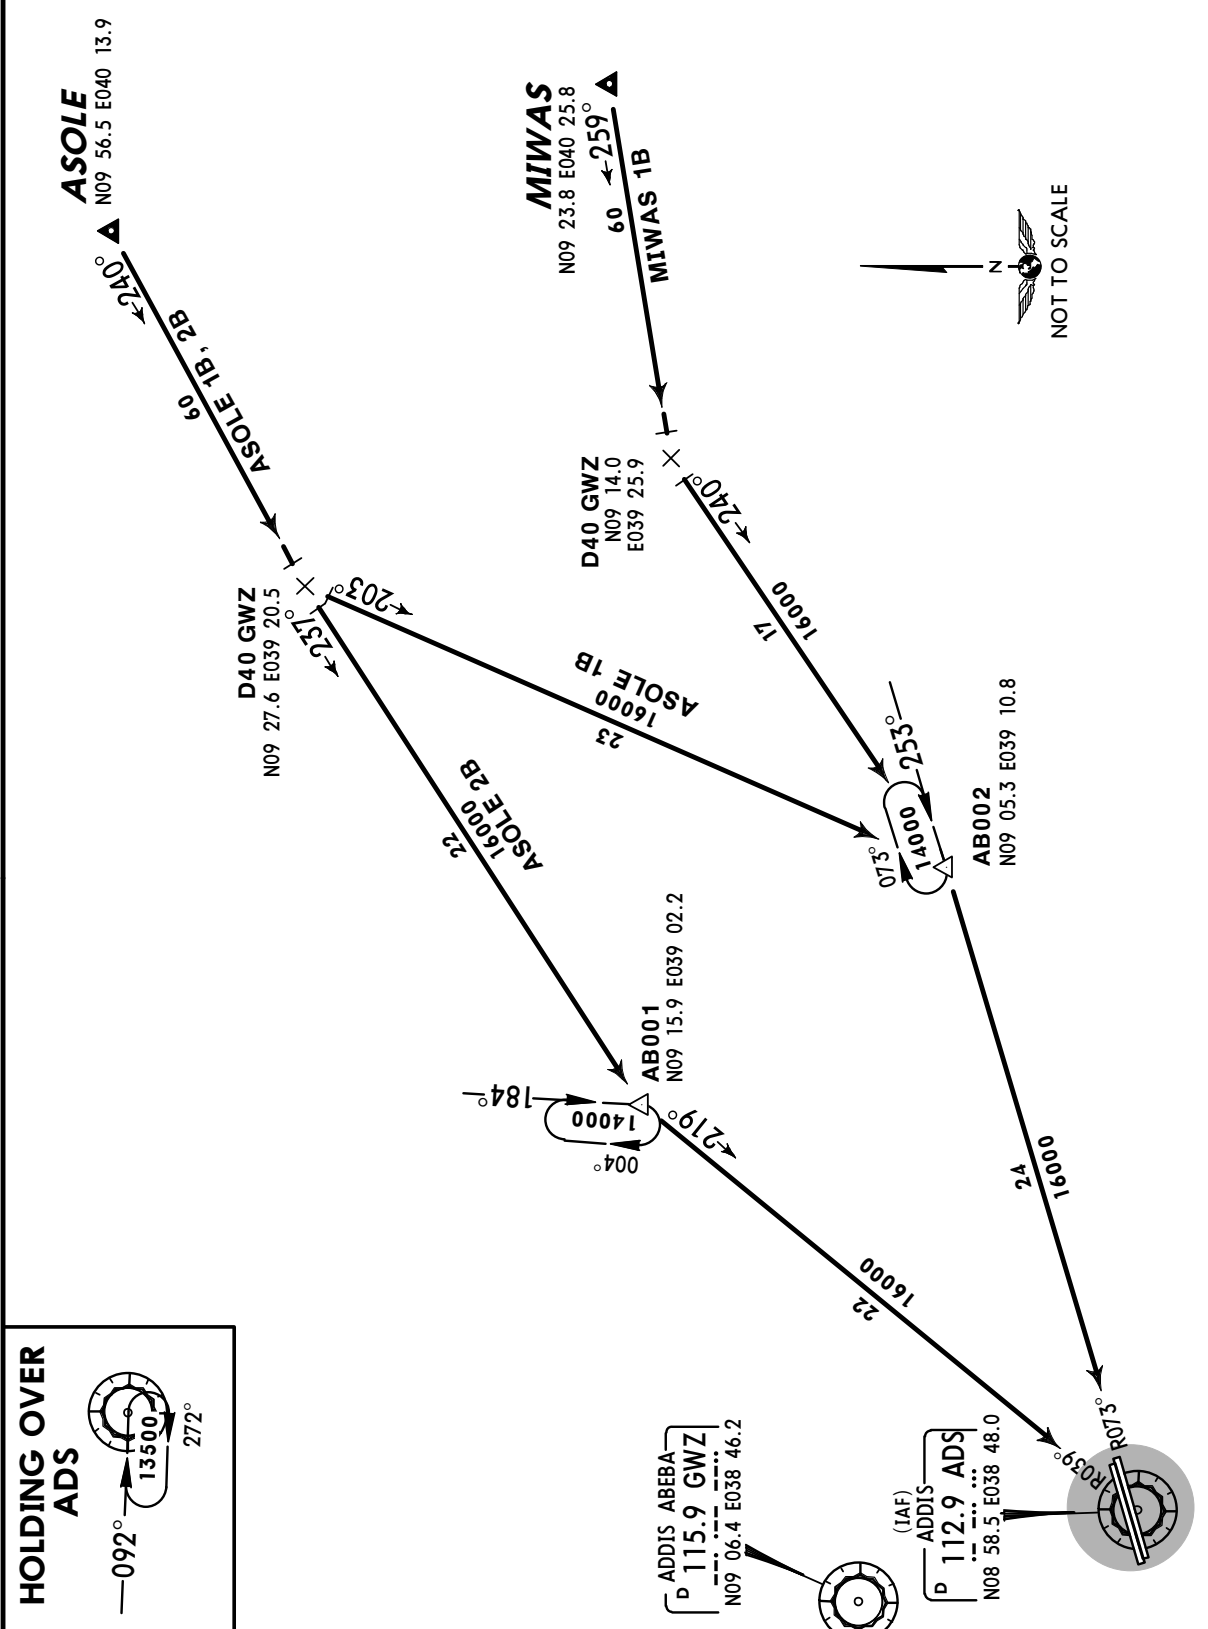 ASOLE
N09 56.5 E040 13.9
240°
60
ASOLE 1B, 2B
MIWAS
N09 23.8 E040 25.8
259°
60
MIWAS 1B
N
NOT TO SCALE
D40 GWZ
N09 27.6 E039 20.5
237°
203°
D40 GWZ
N09 14.0
E039 25.9
240°
17
16000
ASOLE 1B
16000
23
22
16000
ASOLE 2B
253°
073°
14000
AB002
N09 05.3 E039 10.8
AB001
N09 15.9 E039 02.2
184°
14000
004°
219°
22
16000
24
16000
HOLDING OVER
ADS
092°
13500
272°
ADDIS ABEBA
D 115.9 GWZ
N09 06.4 E038 46.2
(IAF)
ADDIS
D 112.9 ADS
N08 58.5 E038 48.0
R039°
R073°